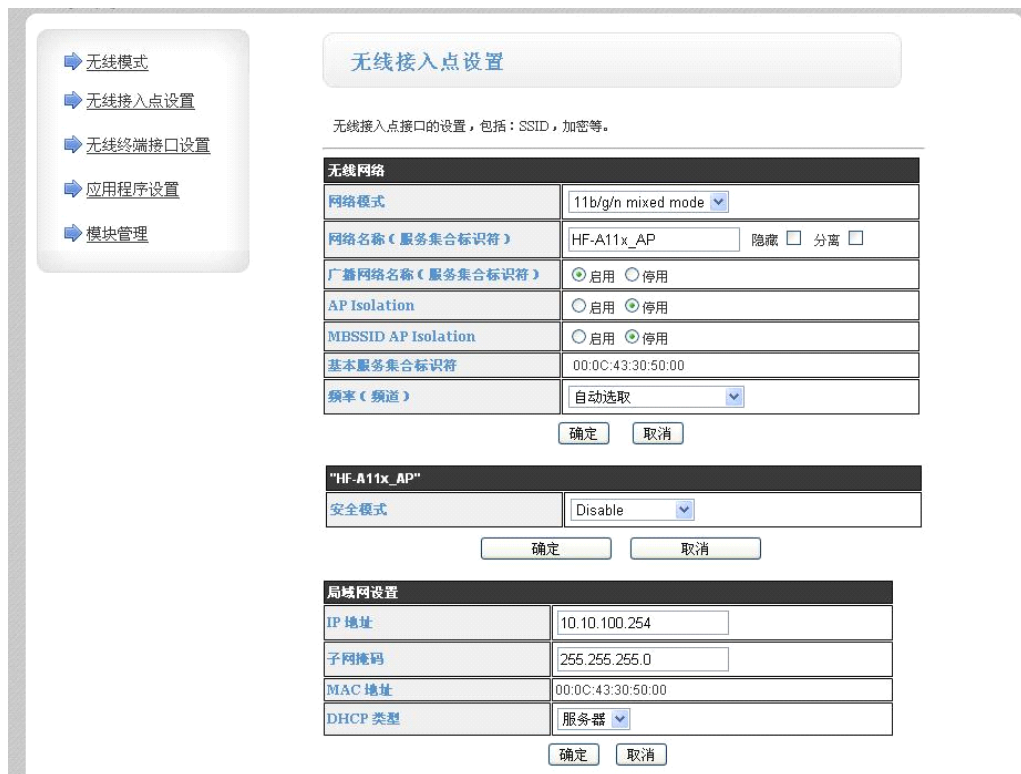 无线模式
无线接入点设置
无线终端接口设置
应用程序设置
模块管理
无线接入点设置
无线接入点接口的设置，包括：SSID，加密等。
无线网络
网络模式 11b/g/n mixed mode
网络名称（服务集合标识符） HF-A11x_AP 隐藏 分离
广播网络名称（服务集合标识符） 启用 停用
AP Isolation 启用 停用
MBSSID AP Isolation 启用 停用
基本服务集合标识符 00:0C:43:30:50:00
频率（频道） 自动选取
确定 取消
"HF-A11x_AP"
安全模式 Disable
确定 取消
局域网设置
IP 地址 10.10.100.254
子网掩码 255.255.255.0
MAC 地址 00:0C:43:30:50:00
DHCP 类型 服务器
确定 取消